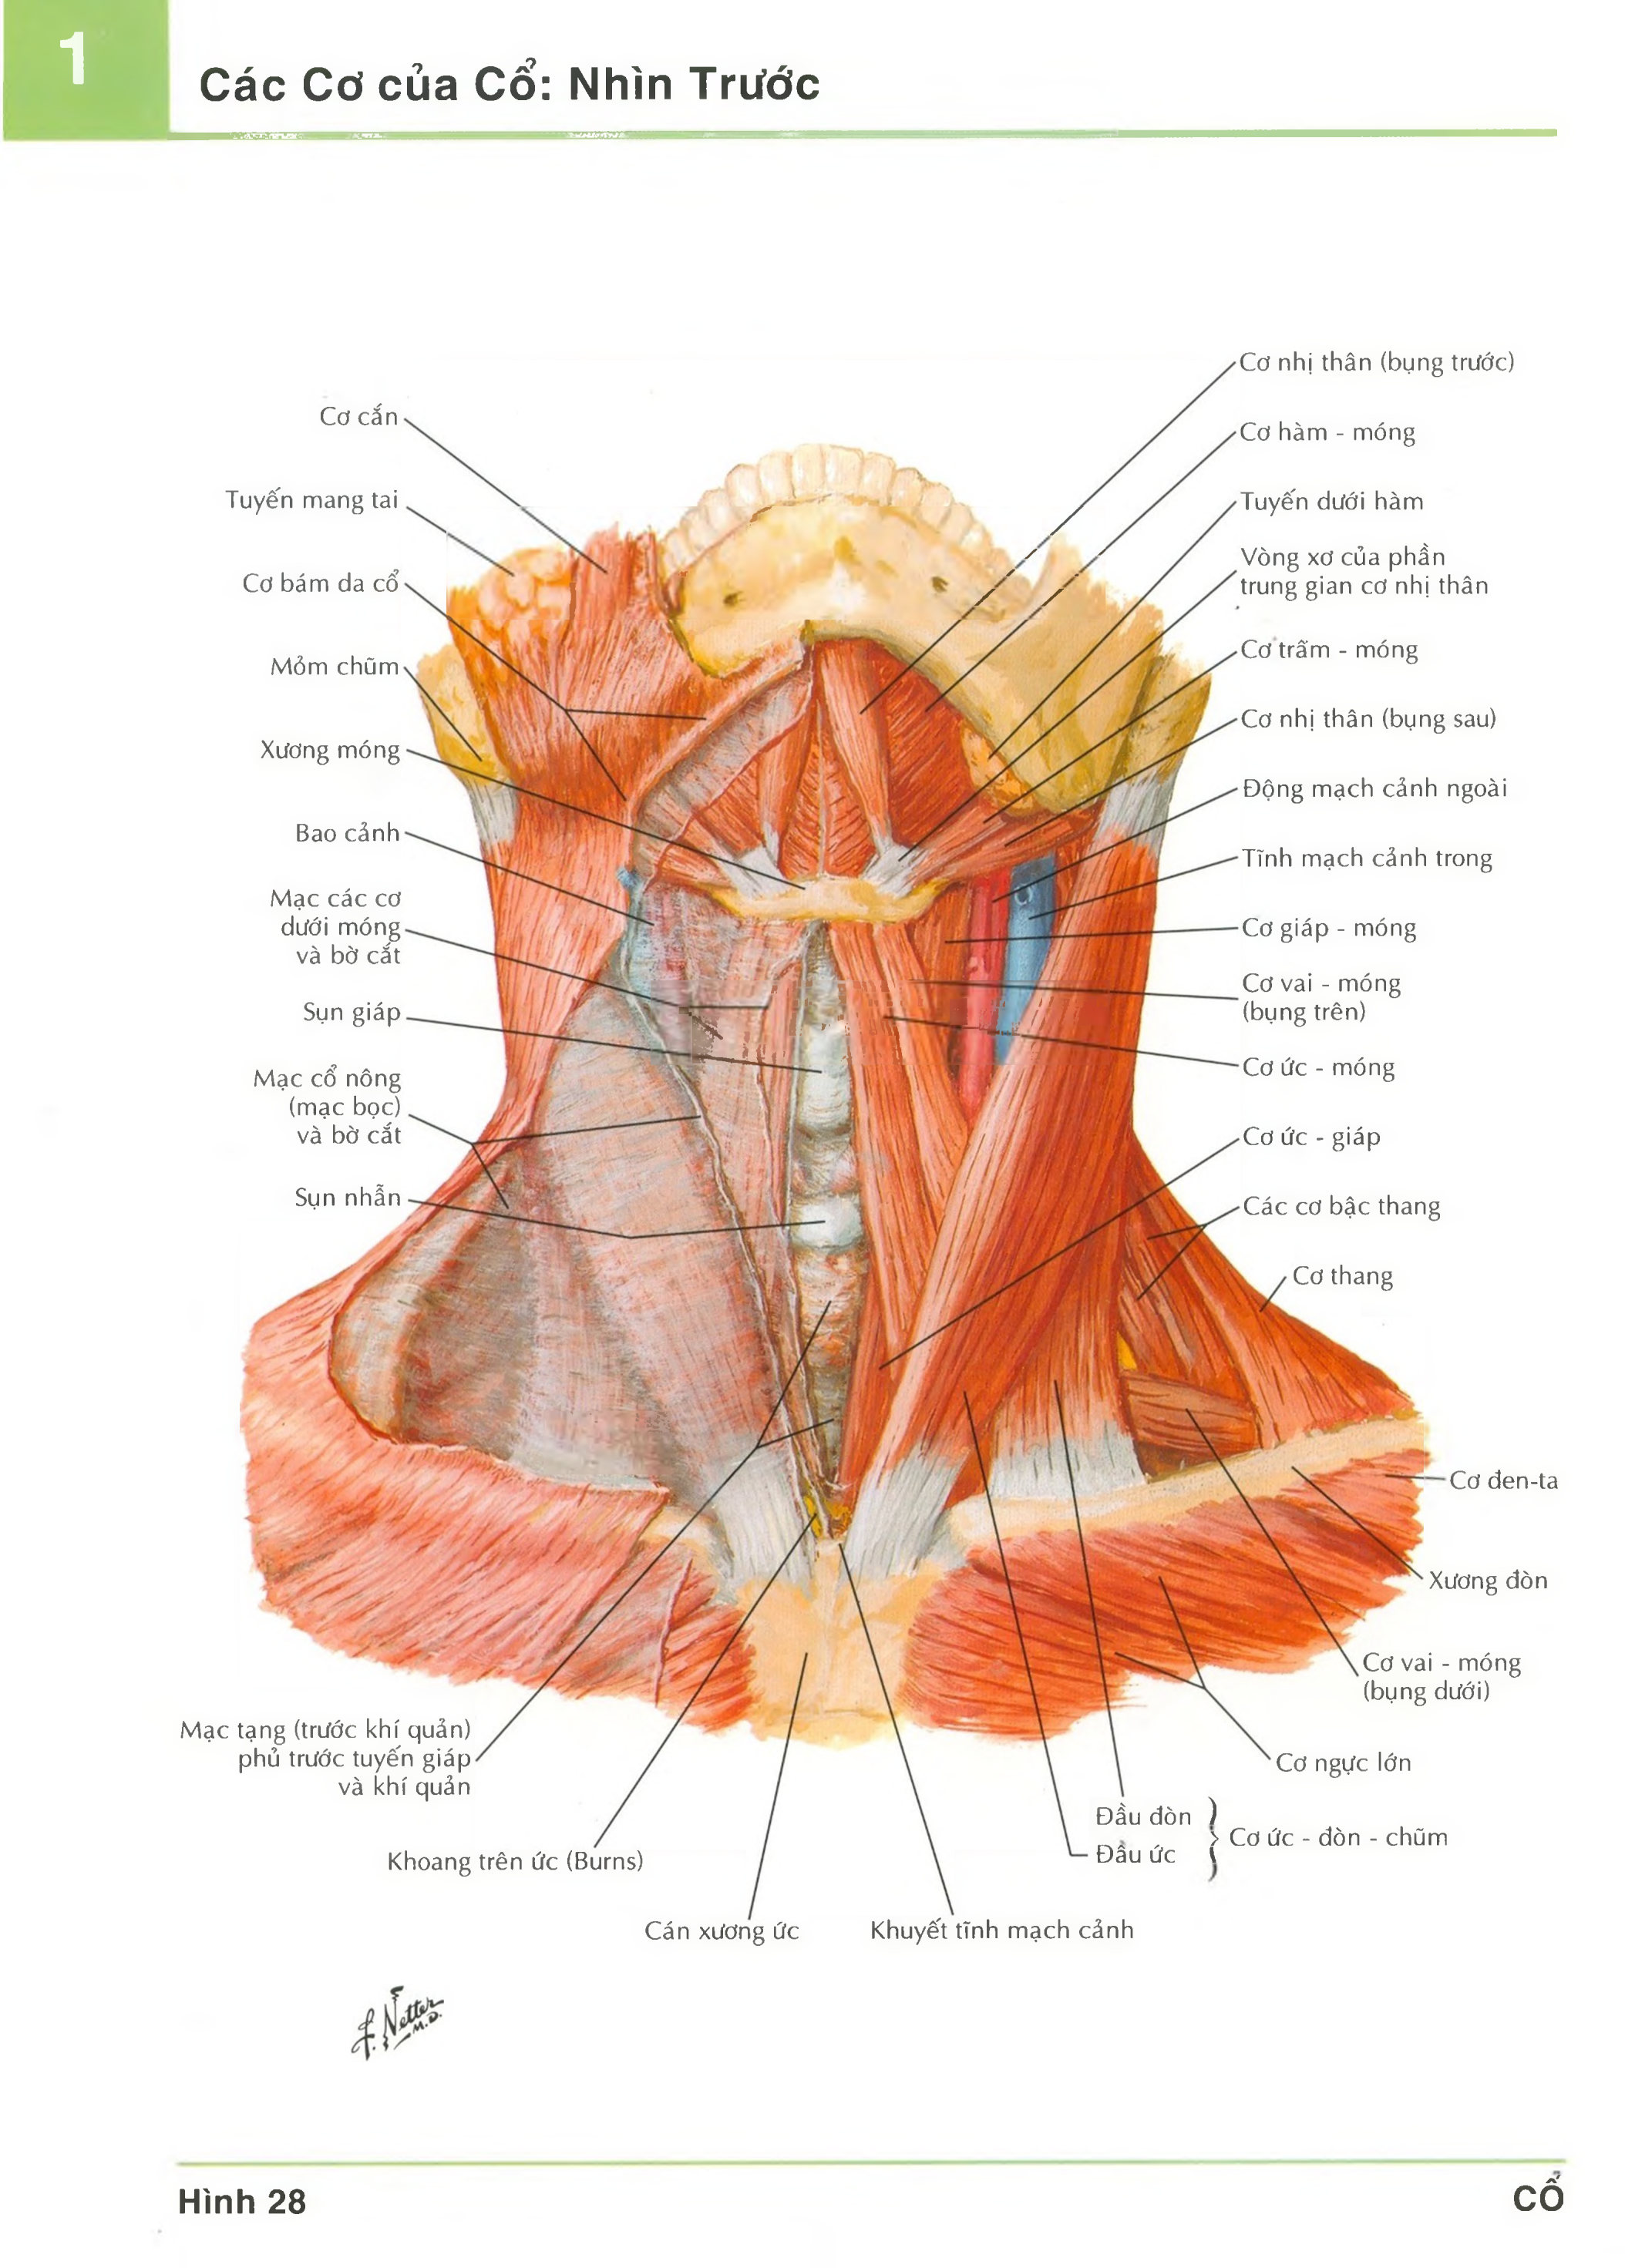 1
Các Cơ của Cổ: Nhìn Trước
Cơ cắn
Tuyến mang tai
Cơ bám da cổ
Mỏm chũm
Xương móng
Bao cảnh
Mạc các cơ
dưới móng
và bờ cắt
Sụn giáp
Mạc cổ nông
(mạc bọc)
và bờ cắt
Sụn nhẫn
Mạc tạng (trước khí quản)
phủ trước tuyến giáp
và khí quản
Khoang trên ức (Burns)
Cán xương ức
Khuyết tĩnh mạch cảnh
Cơ nhị thân (bụng trước)
Cơ hàm - móng
Tuyến dưới hàm
Vòng xơ của phần
trung gian cơ nhị thân
Cơ trãm - móng
Cơ nhị thân (bụng sau)
Động mạch cảnh ngoài
Tĩnh mạch cảnh trong
Cơ giáp - móng
Cơ vai - móng
(bụng trên)
Cơ ức - móng
Cơ ức - giáp
Các cơ bậc thang
Cơ thang
Cơ đen-ta
Xương đòn
Cơ vai - móng
(bụng dưới)
Cơ ngực lớn
Đầu đòn
Đầu ức
Cơ ức - đòn - chũm
F. Netter
M.D.
Hình 28
CỔ